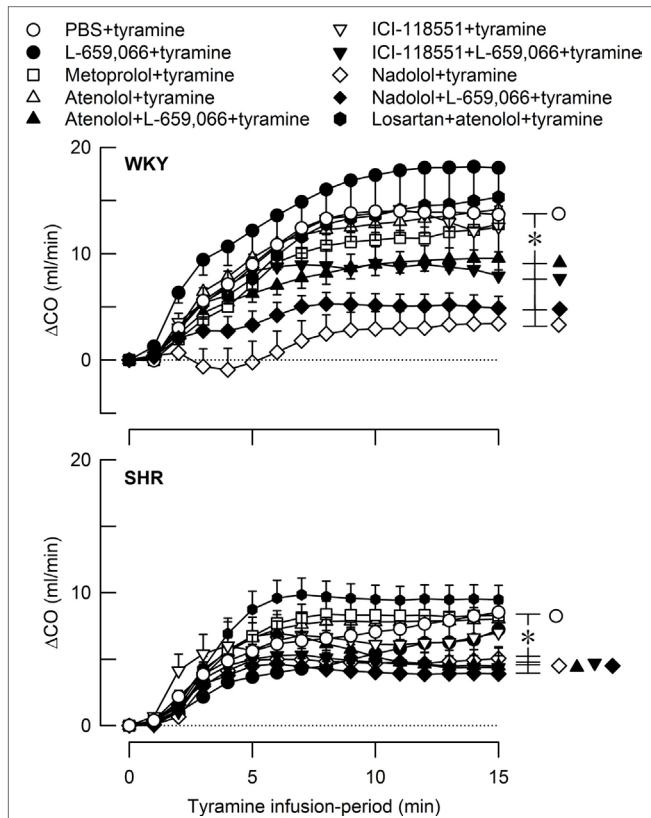 PBS+tyramine
L-659,066+tyramine
Metoprolol+tyramine
Atenolol+tyramine
Atenolol+L-659,066+tyramine
ICI-118551+tyramine
ICI-118551+L-659,066+tyramine
Nadolol+tyramine
Nadolol+L-659,066+tyramine
Losartan+atenolol+tyramine
WKY
20
10
0
ΔCO (ml/min)
*
SHR
20
10
0
ΔCO (ml/min)
*
0 5 10 15
Tyramine infusion-period (min)